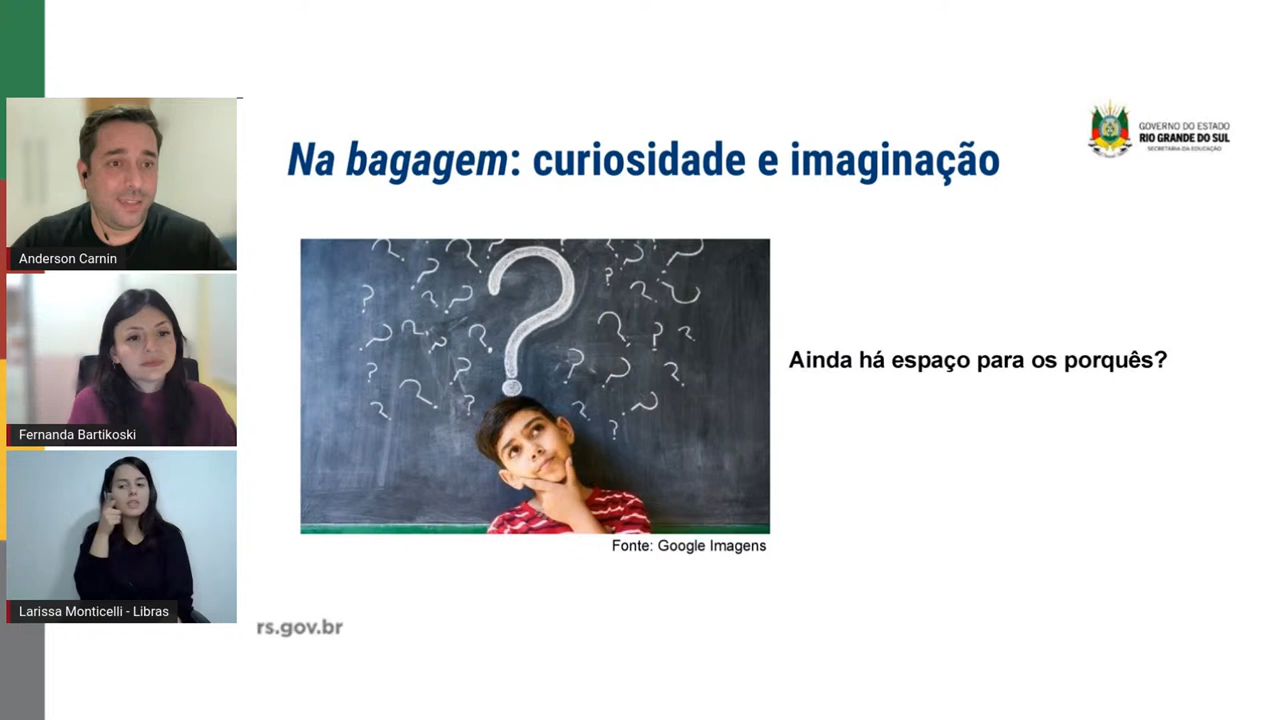 Na bagagem: curiosidade e imaginação
GOVERNO DO ESTADO
RIO GRANDE DO SUL
SECRETARIA DA EDUCAÇÃO
Anderson Carnin
Fernanda Bartikoski
Larissa Monticelli - Libras
Ainda há espaço para os porquês?
Fonte: Google Imagens
rs.gov.br